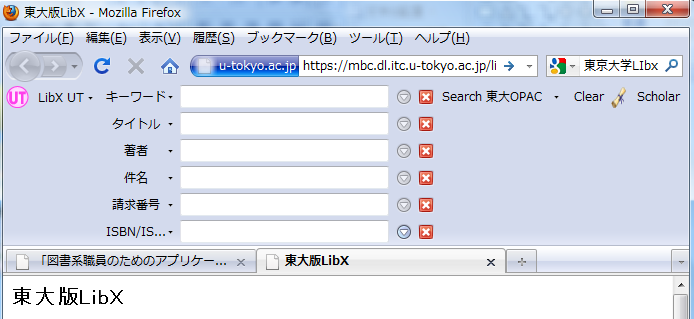 東大版LibX - Mozilla Firefox
ファイル(F) 編集(E) 表示(V) 履歴(S) ブックマーク(B) ツール(T) ヘルプ(H)
u-tokyo.ac.jp https://mbc.dl.itc.u-tokyo.ac.jp/li 東京大学LIbx
UT LibX UT キーワード Search 東大OPAC Clear Scholar
タイトル
著者
件名
請求番号
ISBN/IS...
「図書系職員のためのアプリケー... 東大版LibX
東大版LibX